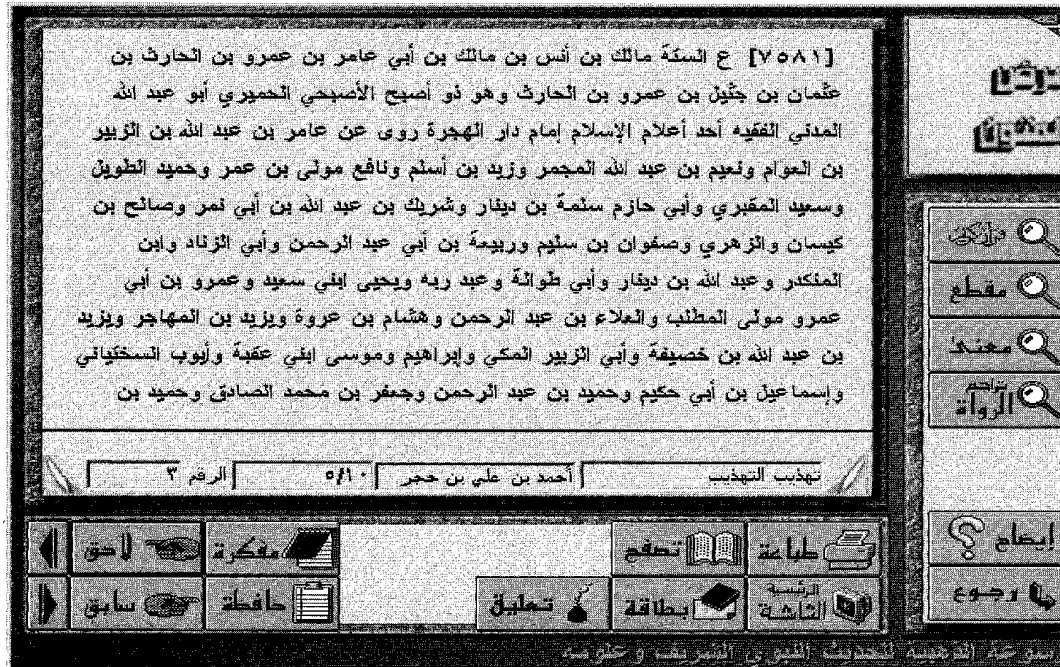 [٧٥٨١] ع الستة مالك بن أنس بن مالك بن أبي عامر بن عمرو بن الحارث بن
عثمان بن جثيل بن عمرو بن الحارث وهو ذو أصبح الأصبحي الحميري أبو عبد الله
المدني الفقيه أحد أعلام الإسلام إمام دار الهجرة روى عن عامر بن عبد الله بن الزبير
بن العوام ونعيم بن عبد الله المجمر وزيد بن أسلم ونافع مولى بن عمر وحميد الطويل
وسعيد المقبري وأبي حازم سلمة بن دينار وشريك بن عبد الله بن أبي نمر وصالح بن
كيسان والزهري وصفوان بن سليم وربيعة بن أبي عبد الرحمن وأبي الزناد وابن
المنكدر وعبد الله بن دينار وأبي طوالة وعبد ربه ويحيى ابني سعيد وعمرو بن أبي
عمرو مولى المطلب والعلاء بن عبد الرحمن وهشام بن عروة ويزيد بن المهاجر ويزيد
بن عبد الله بن خصيفة وأبي الزبير المكي وإبراهيم وموسى ابني عقبة وأيوب السختياني
وإسماعيل بن أبي حكيم وحميد بن عبد الرحمن وجعفر بن محمد الصادق وحميد بن
تهذيب التهذيب أحمد بن علي بن حجر ٥/١٠ الرقم ٣
مقطع
معنى
تراجم الرواة
إيضاح
رجوع
طباعة تصفح مفكرة لاحق
الشاشة الرئيسية بطاقة تعليق حافظة سابق